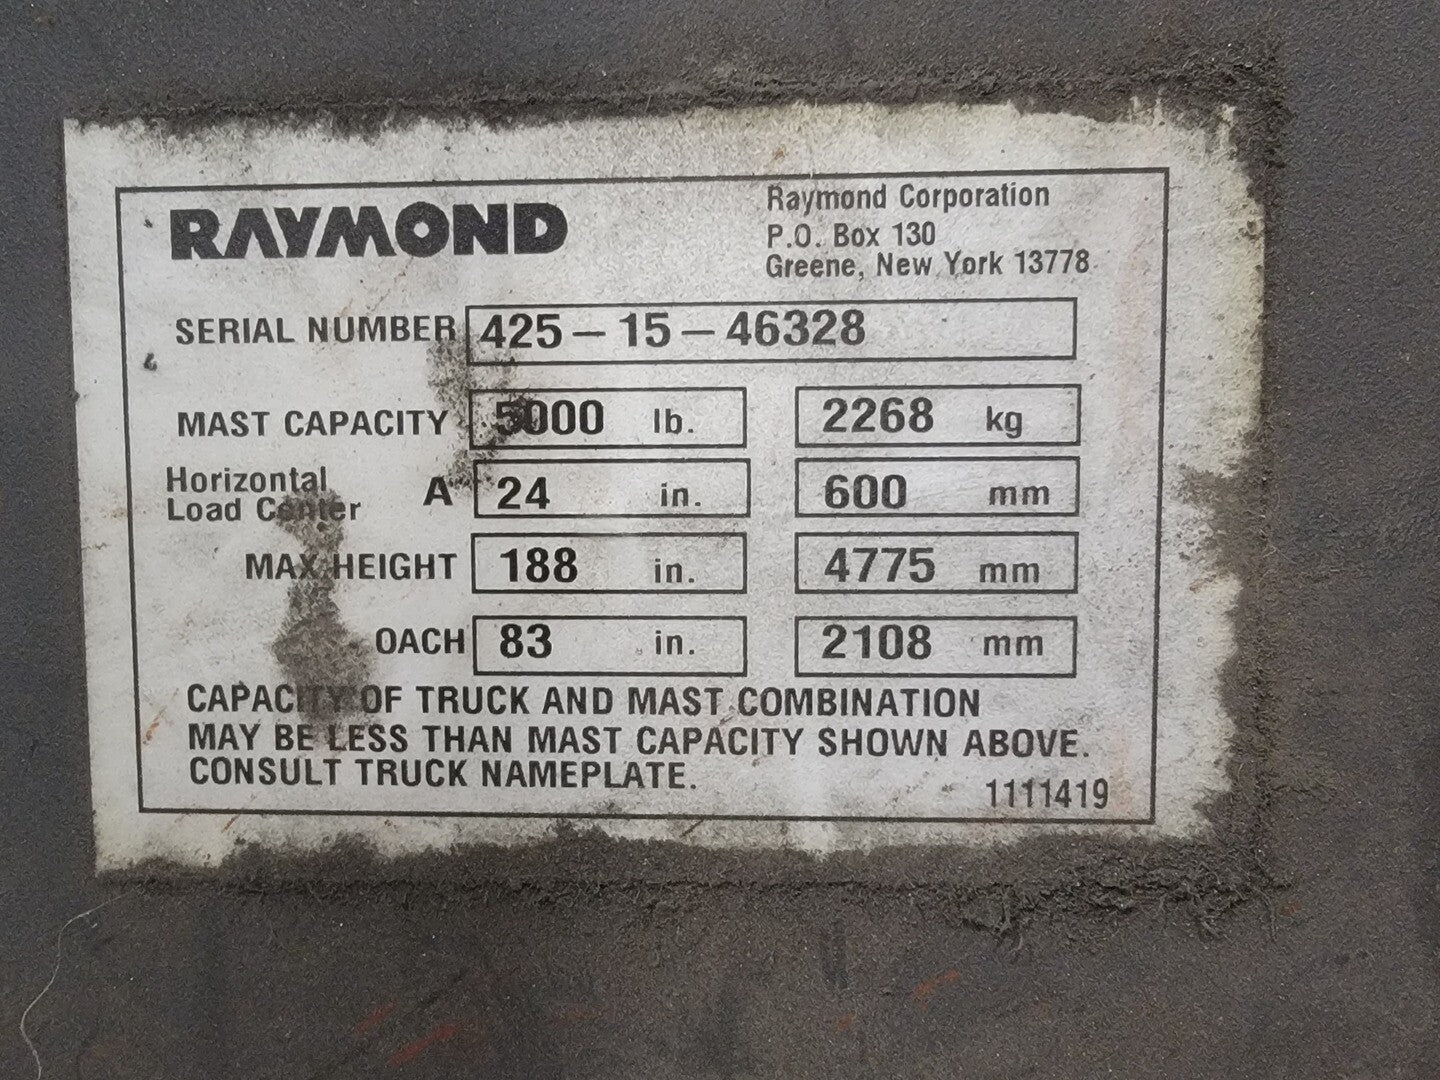 RAYMOND
Raymond Corporation
P.O. Box 130
Greene, New York 13778
SERIAL NUMBER 425-15-46328
MAST CAPACITY 5000 lb. 2268 kg
Horizontal
Load Center A 24 in. 600 mm
MAX HEIGHT 188 in. 4775 mm
OACH 83 in. 2108 mm
CAPACITY OF TRUCK AND MAST COMBINATION
MAY BE LESS THAN MAST CAPACITY SHOWN ABOVE.
CONSULT TRUCK NAMEPLATE.
1111419